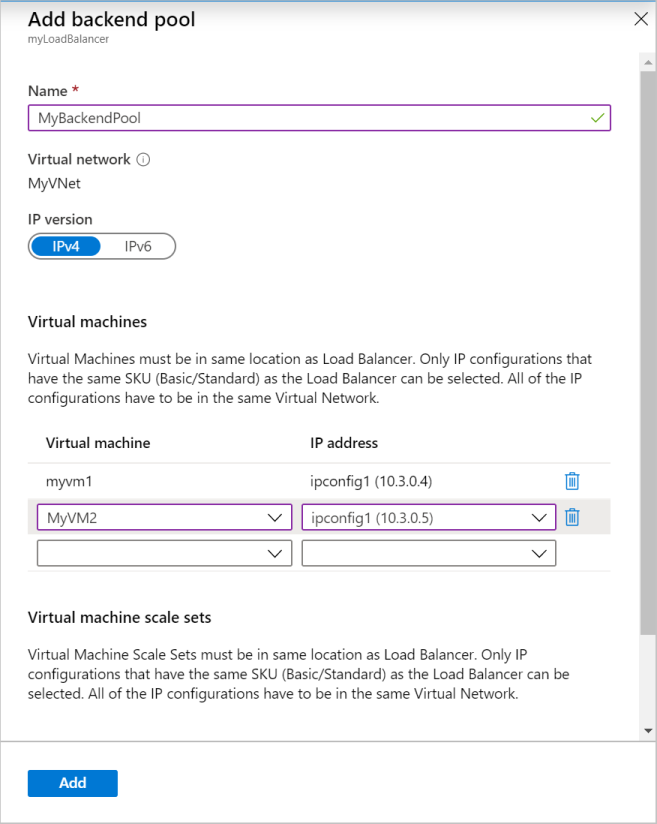 Add backend pool
myLoadBalancer
Name *
MyBackendPool
Virtual network
MyVNet
IP version
IPv4 IPv6
Virtual machines
Virtual Machines must be in same location as Load Balancer. Only IP configurations that
have the same SKU (Basic/Standard) as the Load Balancer can be selected. All of the IP
configurations have to be in the same Virtual Network.
Virtual machine IP address
myvm1 ipconfig1 (10.3.0.4)
MyVM2 ipconfig1 (10.3.0.5)
Virtual machine scale sets
Virtual Machine Scale Sets must be in same location as Load Balancer. Only IP
configurations that have the same SKU (Basic/Standard) as the Load Balancer can be
selected. All of the IP configurations have to be in the same Virtual Network.
Add